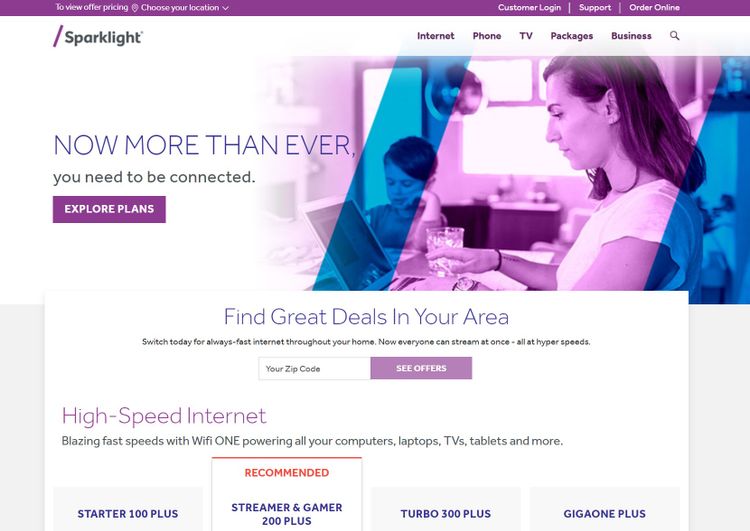 To view offer pricing Choose your location
Customer Login | Support | Order Online
Sparklight®
Internet Phone TV Packages Business
NOW MORE THAN EVER,
you need to be connected.
EXPLORE PLANS
Find Great Deals In Your Area
Switch today for always-fast internet throughout your home. Now everyone can stream at once - all at hyper speeds.
Your Zip Code
SEE OFFERS
High-Speed Internet
Blazing fast speeds with Wifi ONE powering all your computers, laptops, TVs, tablets and more.
RECOMMENDED
STARTER 100 PLUS
STREAMER & GAMER
200 PLUS
TURBO 300 PLUS
GIGAONE PLUS